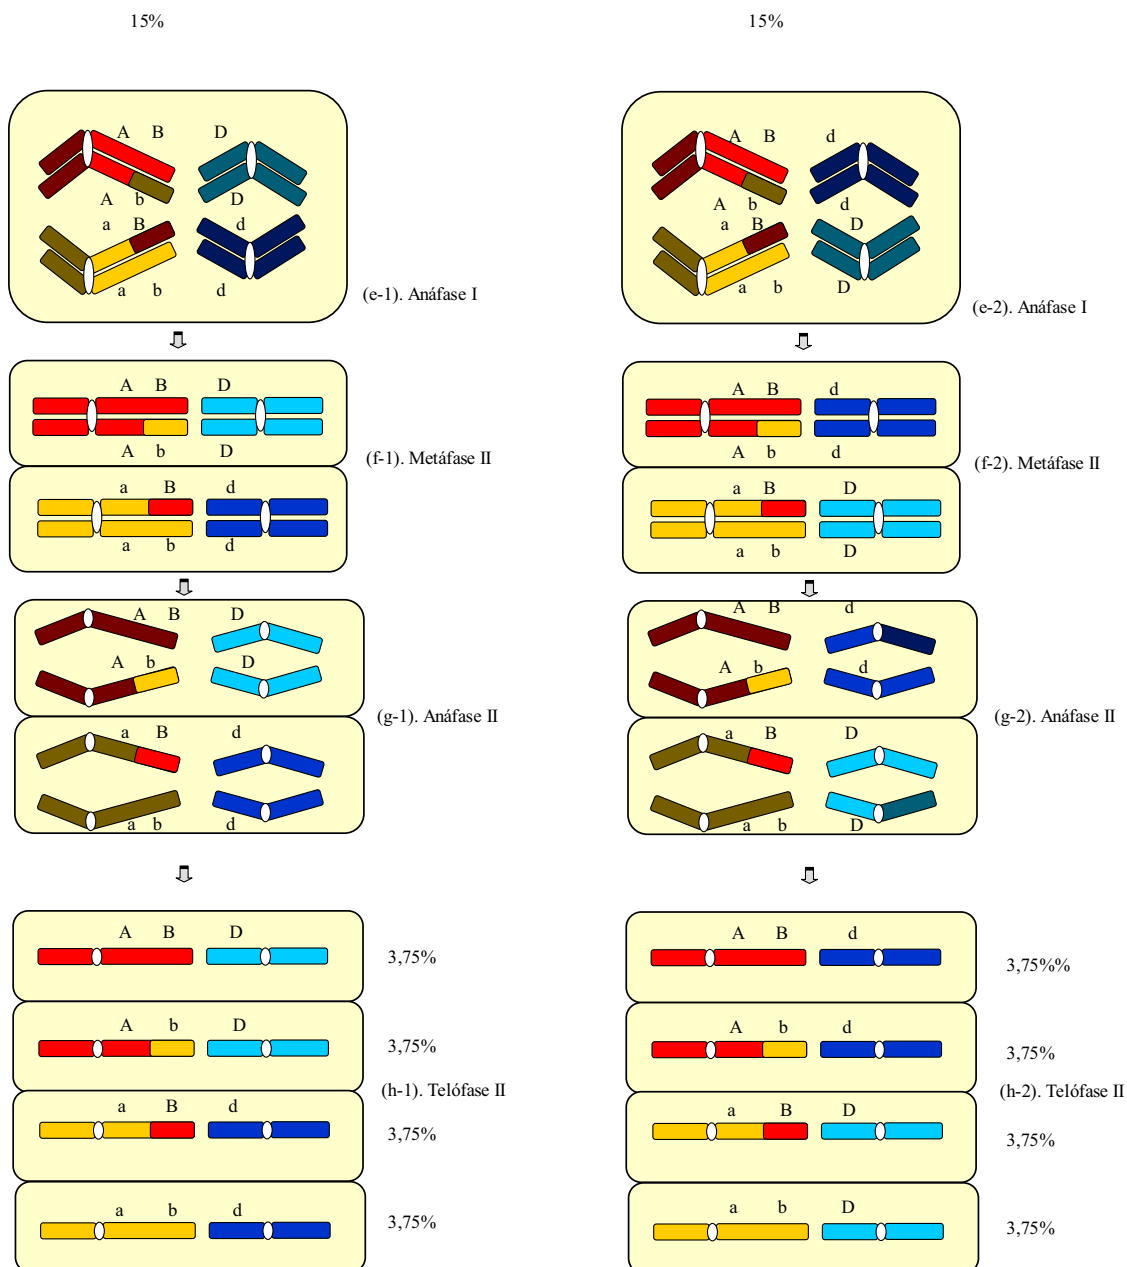 15% 15%
A B D A B d
A b D A b d
a B d a B D
a b d a b D
(e-1). Anáfase I (e-2). Anáfase I
A B D A B d
A b D A b d
(f-1). Metáfase II (f-2). Metáfase II
a B d a B D
a b d a b D
A B D A B d
A b D A b d
(g-1). Anáfase II (g-2). Anáfase II
a B d a B D
a b d a b D
A B D A B d
3,75% 3,75%%
A b D A b d
3,75% 3,75%
(h-1). Telófase II (h-2). Telófase II
a B d a B D
3,75% 3,75%
a b d a b D
3,75% 3,75%